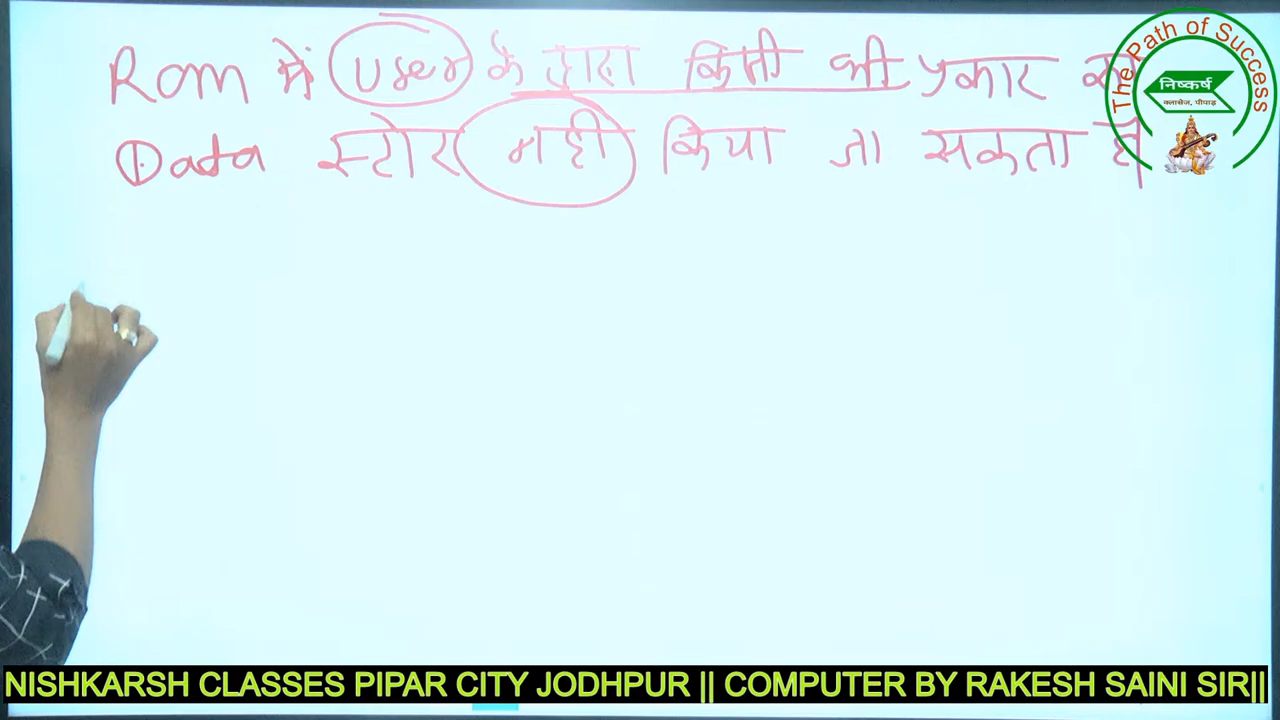 Rom में user के द्वारा किसी भी प्रकार का
Data स्टोर नही किया जा सकता है
The Path of Success
निष्कर्ष
क्लासेज, पीपाड़
NISHKARSH CLASSES PIPAR CITY JODHPUR || COMPUTER BY RAKESH SAINI SIR||